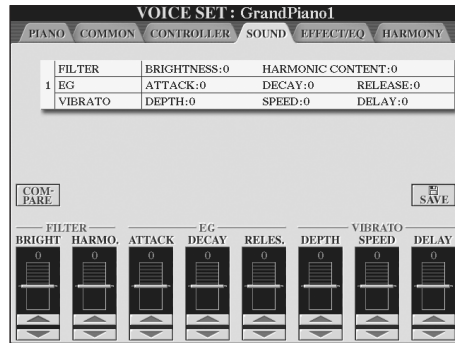 VOICE SET : GrandPiano1
PIANO COMMON CONTROLLER SOUND EFFECT/EQ HARMONY
FILTER BRIGHTNESS:0 HARMONIC CONTENT:0
1 EG ATTACK:0 DECAY:0 RELEASE:0
VIBRATO DEPTH:0 SPEED:0 DELAY:0
COM-
PARE
SAVE
FILTER EG VIBRATO
BRIGHT HARMO. ATTACK DECAY RELES. DEPTH SPEED DELAY
0 0 0 0 0 0 0 0